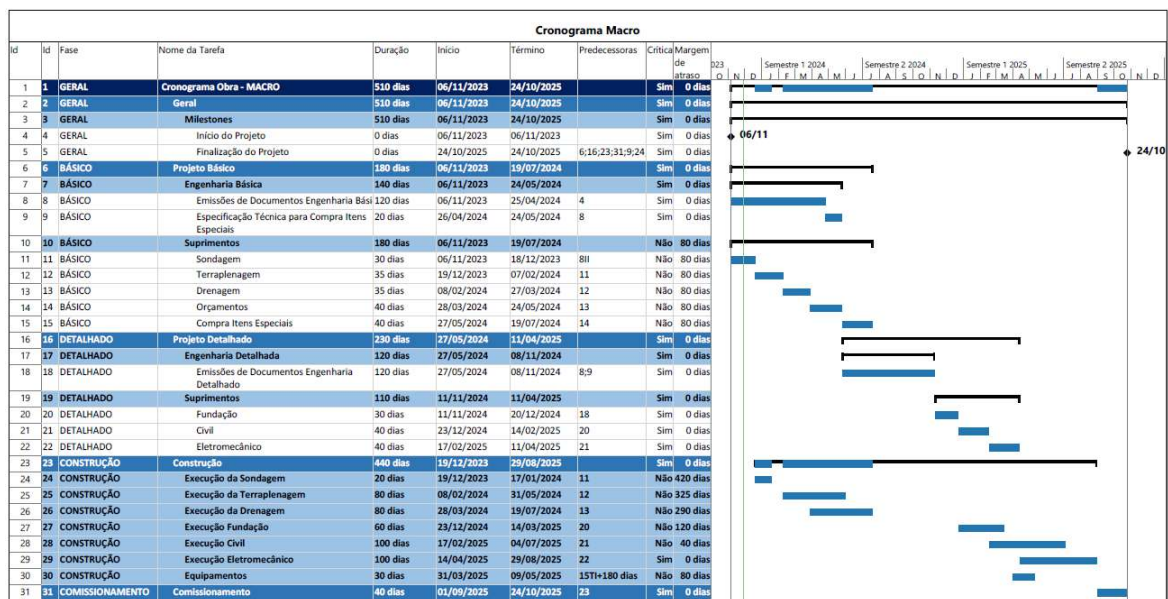 Cronograma Macro
Id Id Fase Nome da Tarefa Duração Início Término Predecessoras Crítica Margem de atraso
023 Semestre 1 2024 Semestre 2 2024 Semestre 1 2025 Semestre 2 2025
O N D J F M A M J J A S O N D J F M A M J J A S O N D
1 1 GERAL Cronograma Obra - MACRO 510 dias 06/11/2023 24/10/2025 Sim 0 dias
2 2 GERAL Geral 510 dias 06/11/2023 24/10/2025 Sim 0 dias
3 3 GERAL Milestones 510 dias 06/11/2023 24/10/2025 Sim 0 dias
4 4 GERAL Início do Projeto 0 dias 06/11/2023 06/11/2023 Sim 0 dias 06/11
5 5 GERAL Finalização do Projeto 0 dias 24/10/2025 24/10/2025 6;16;23;31;9;24 Sim 0 dias 24/10
6 6 BÁSICO Projeto Básico 180 dias 06/11/2023 19/07/2024 Sim 0 dias
7 7 BÁSICO Engenharia Básica 140 dias 06/11/2023 24/05/2024 Sim 0 dias
8 8 BÁSICO Emissões de Documentos Engenharia Bási 120 dias 06/11/2023 25/04/2024 4 Sim 0 dias
9 9 BÁSICO Especificação Técnica para Compra Itens Especiais 20 dias 26/04/2024 24/05/2024 8 Sim 0 dias
10 10 BÁSICO Suprimentos 180 dias 06/11/2023 19/07/2024 Não 80 dias
11 11 BÁSICO Sondagem 30 dias 06/11/2023 18/12/2023 8II Não 80 dias
12 12 BÁSICO Terraplenagem 35 dias 19/12/2023 07/02/2024 11 Não 80 dias
13 13 BÁSICO Drenagem 35 dias 08/02/2024 27/03/2024 12 Não 80 dias
14 14 BÁSICO Orçamentos 40 dias 28/03/2024 24/05/2024 13 Não 80 dias
15 15 BÁSICO Compra Itens Especiais 40 dias 27/05/2024 19/07/2024 14 Não 80 dias
16 16 DETALHADO Projeto Detalhado 230 dias 27/05/2024 11/04/2025 Sim 0 dias
17 17 DETALHADO Engenharia Detalhada 120 dias 27/05/2024 08/11/2024 Sim 0 dias
18 18 DETALHADO Emissões de Documentos Engenharia Detalhado 120 dias 27/05/2024 08/11/2024 8;9 Sim 0 dias
19 19 DETALHADO Suprimentos 110 dias 11/11/2024 11/04/2025 Sim 0 dias
20 20 DETALHADO Fundação 30 dias 11/11/2024 20/12/2024 18 Sim 0 dias
21 21 DETALHADO Civil 40 dias 23/12/2024 14/02/2025 20 Sim 0 dias
22 22 DETALHADO Eletromecânico 40 dias 17/02/2025 11/04/2025 21 Sim 0 dias
23 23 CONSTRUÇÃO Construção 440 dias 19/12/2023 29/08/2025 Sim 0 dias
24 24 CONSTRUÇÃO Execução da Sondagem 20 dias 19/12/2023 17/01/2024 11 Não 420 dias
25 25 CONSTRUÇÃO Execução da Terraplenagem 80 dias 08/02/2024 31/05/2024 12 Não 325 dias
26 26 CONSTRUÇÃO Execução da Drenagem 80 dias 28/03/2024 19/07/2024 13 Não 290 dias
27 27 CONSTRUÇÃO Execução Fundação 60 dias 23/12/2024 14/03/2025 20 Não 120 dias
28 28 CONSTRUÇÃO Execução Civil 100 dias 17/02/2025 04/07/2025 21 Não 40 dias
29 29 CONSTRUÇÃO Execução Eletromecânico 100 dias 14/04/2025 29/08/2025 22 Sim 0 dias
30 30 CONSTRUÇÃO Equipamentos 30 dias 31/03/2025 09/05/2025 15TI+180 dias Não 80 dias
31 31 COMISSIONAMENTO Comissionamento 40 dias 01/09/2025 24/10/2025 23 Sim 0 dias